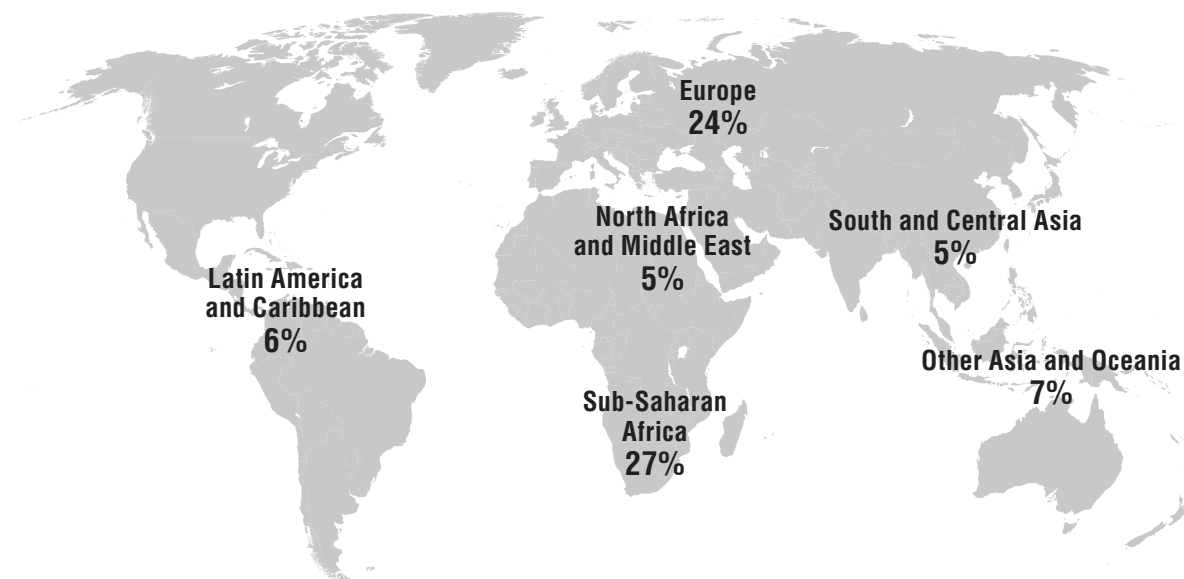 Europe
24%
North Africa
and Middle East
5%
South and Central Asia
5%
Latin America
and Caribbean
6%
Other Asia and Oceania
7%
Sub-Saharan
Africa
27%